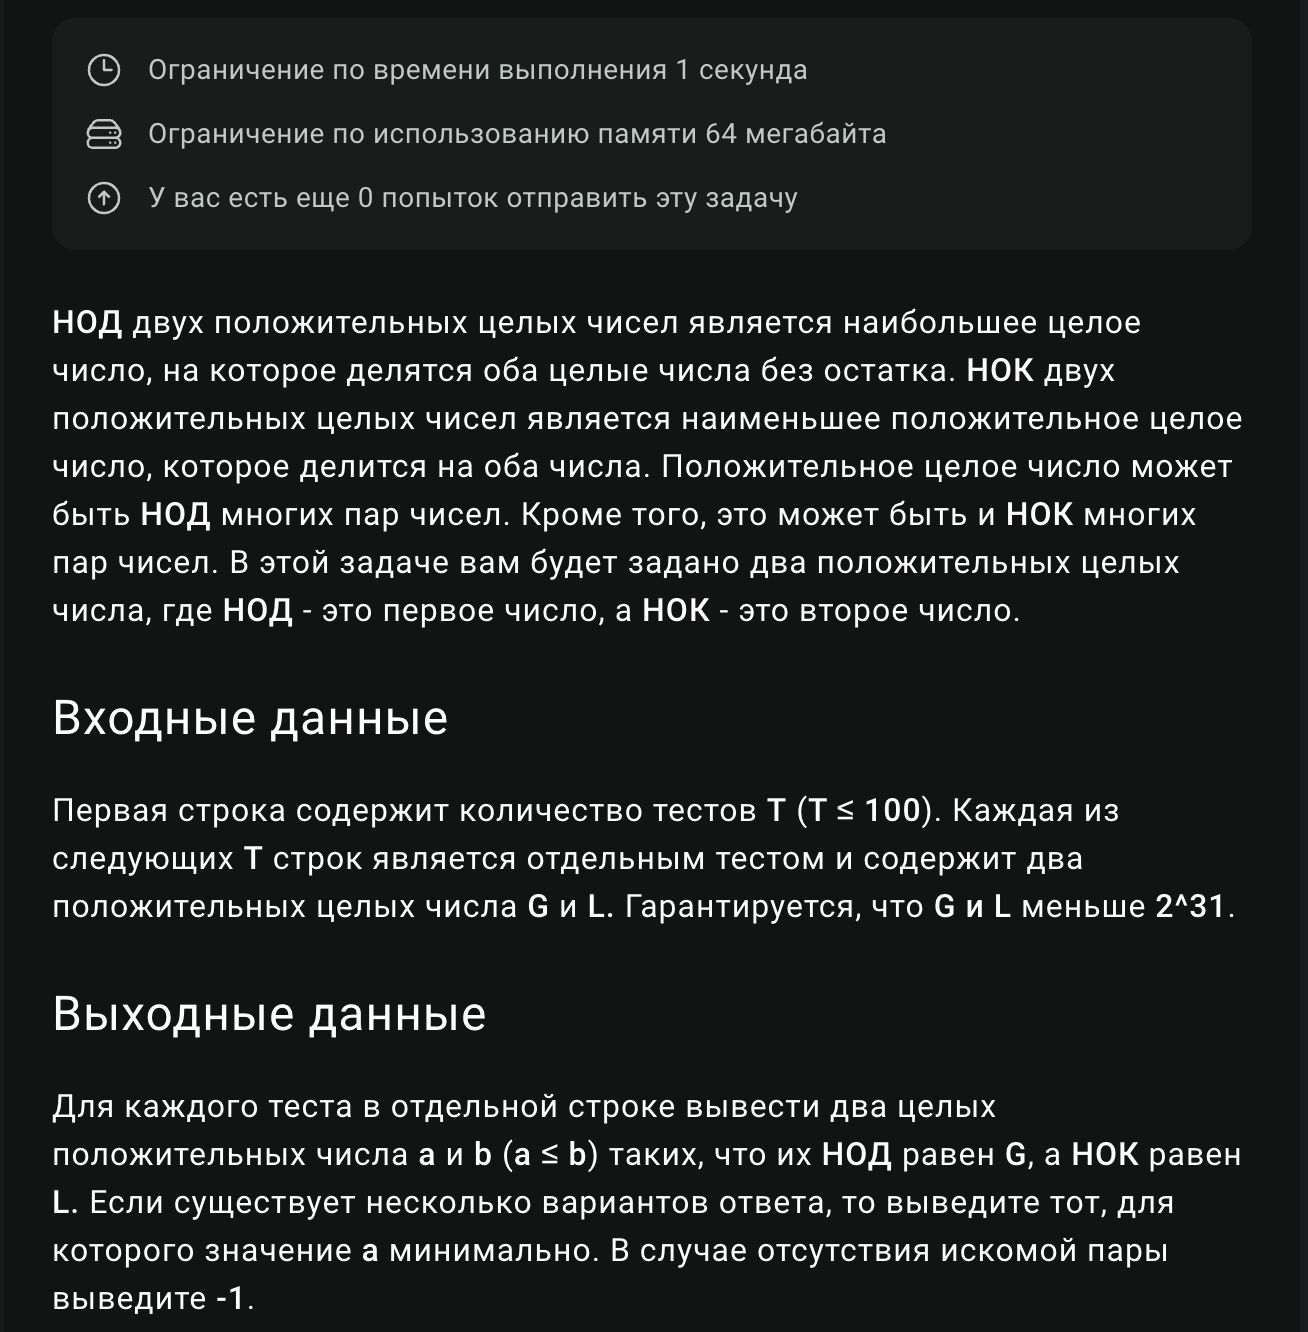 Ограничение по времени выполнения 1 секунда
Ограничение по использованию памяти 64 мегабайта
У вас есть еще 0 попыток отправить эту задачу
НОД двух положительных целых чисел является наибольшее целое
число, на которое делятся оба целые числа без остатка. НОК двух
положительных целых чисел является наименьшее положительное целое
число, которое делится на оба числа. Положительное целое число может
быть НОД многих пар чисел. Кроме того, это может быть и НОК многих
пар чисел. В этой задаче вам будет задано два положительных целых
числа, где НОД - это первое число, а НОК - это второе число.
Входные данные
Первая строка содержит количество тестов T (T ≤ 100). Каждая из
следующих T строк является отдельным тестом и содержит два
положительных целых числа G и L. Гарантируется, что G и L меньше 2^31.
Выходные данные
Для каждого теста в отдельной строке вывести два целых
положительных числа a и b (a ≤ b) таких, что их НОД равен G, а НОК равен
L. Если существует несколько вариантов ответа, то выведите тот, для
которого значение a минимально. В случае отсутствия искомой пары
выведите -1.